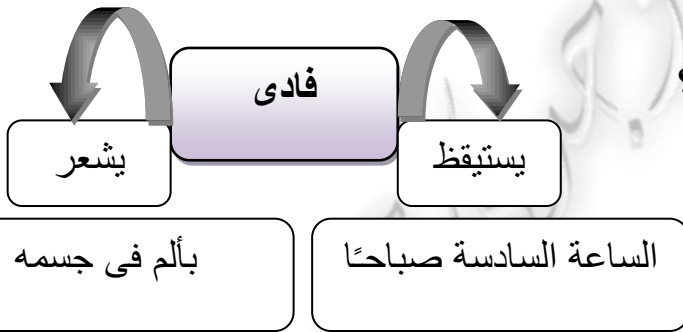 ؟
فادى
يستيقظ
يشعر
الساعة السادسة صباحًا
بألم فى جسمه